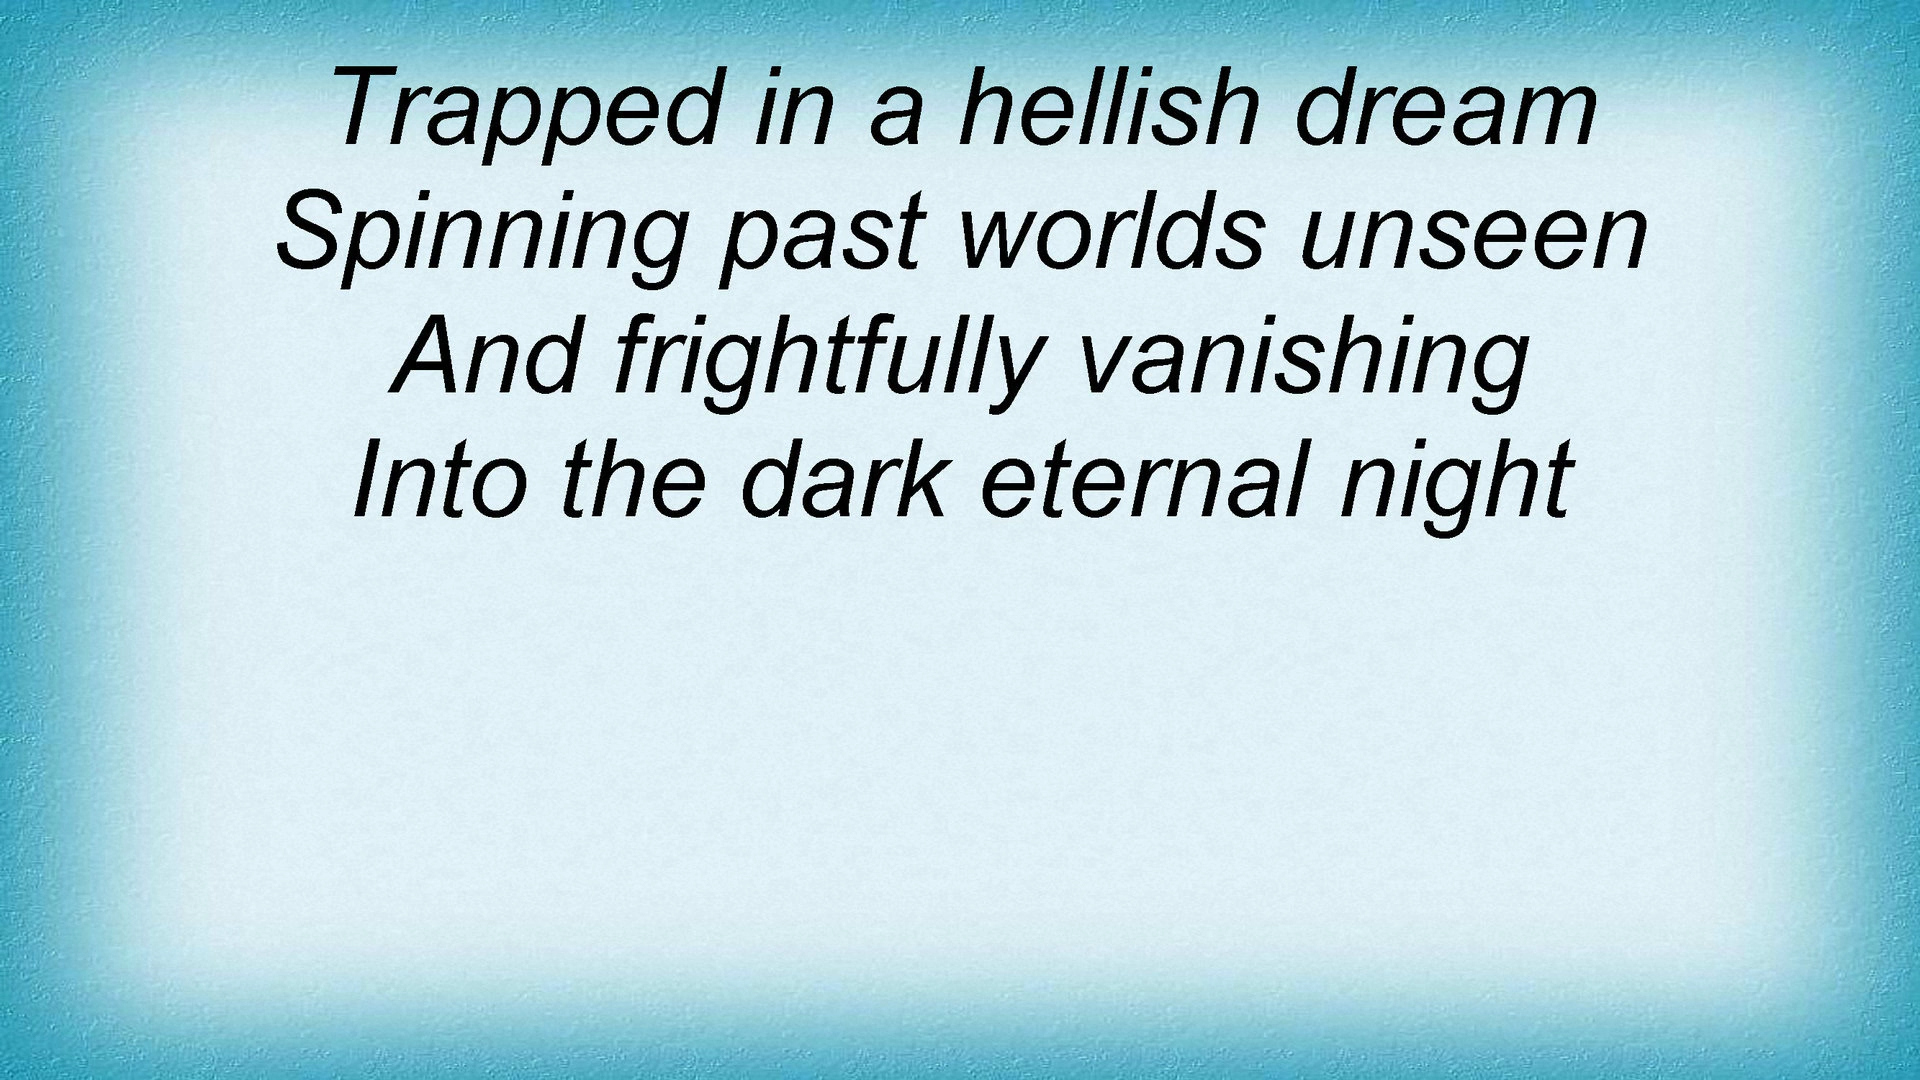 Trapped in a hellish dream
Spinning past worlds unseen
And frightfully vanishing
Into the dark eternal night